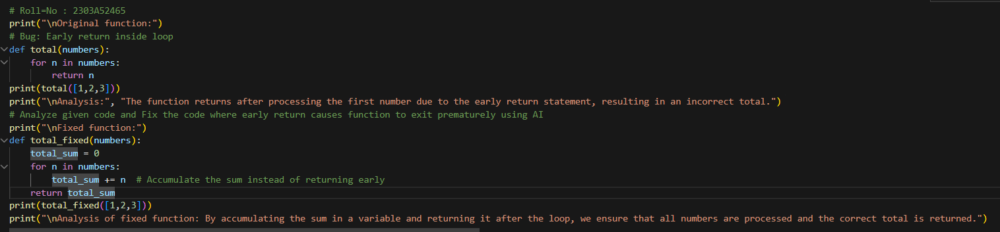 # Roll=No : 2303A52465
print("\nOriginal function:")
# Bug: Early return inside loop
def total(numbers):
    for n in numbers:
        return n
print(total([1,2,3]))
print("\nAnalysis:", "The function returns after processing the first number due to the early return statement, resulting in an incorrect total.")
# Analyze given code and Fix the code where early return causes function to exit prematurely using AI
print("\nFixed function:")
def total_fixed(numbers):
    total_sum = 0
    for n in numbers:
        total_sum += n  # Accumulate the sum instead of returning early
    return total_sum
print(total_fixed([1,2,3]))
print("\nAnalysis of fixed function: By accumulating the sum in a variable and returning it after the loop, we ensure that all numbers are processed and the correct total is returned.")